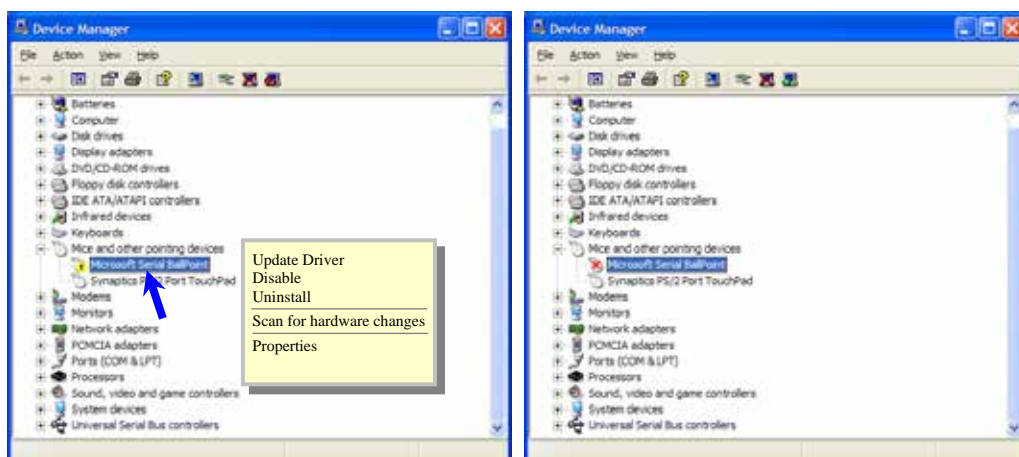 Device Manager
File Action View Help
Batteries
Computer
Disk drives
Display adapters
DVD/CD-ROM drives
Floppy disk controllers
IDE ATA/ATAPI controllers
Infrared devices
Keyboards
Mice and other pointing devices
Microsoft Serial BallPoint
Synaptics PS/2 Port TouchPad
Modems
Monitors
Network adapters
PCMCIA adapters
Ports (COM & LPT)
Processors
Sound, video and game controllers
System devices
Universal Serial Bus controllers
Update Driver
Disable
Uninstall
Scan for hardware changes
Properties
Device Manager
File Action View Help
Batteries
Computer
Disk drives
Display adapters
DVD/CD-ROM drives
Floppy disk controllers
IDE ATA/ATAPI controllers
Infrared devices
Keyboards
Mice and other pointing devices
Microsoft Serial BallPoint
Synaptics PS/2 Port TouchPad
Modems
Monitors
Network adapters
PCMCIA adapters
Ports (COM & LPT)
Processors
Sound, video and game controllers
System devices
Universal Serial Bus controllers